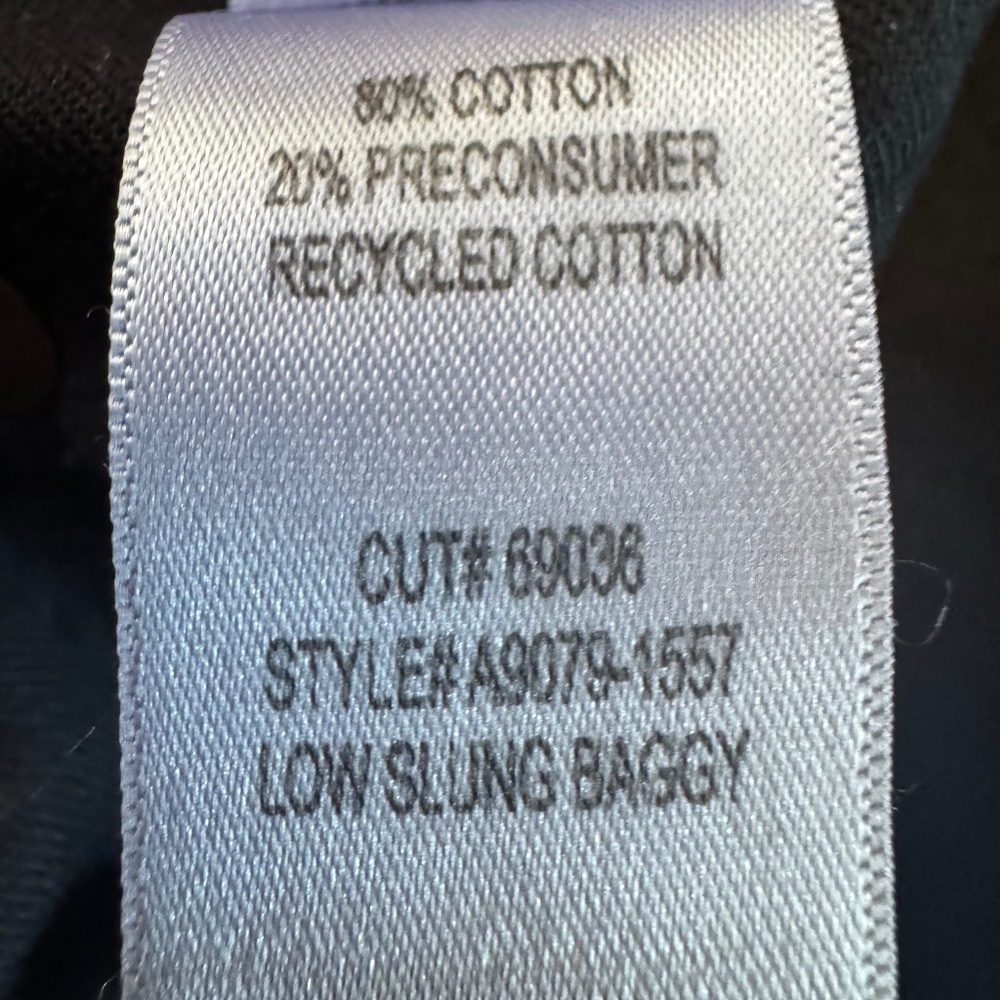 80% COTTON
20% PRECONSUMER
RECYCLED COTTON
CUT# 69036
STYLE# A9079-1557
LOW SLUNG BAGGY